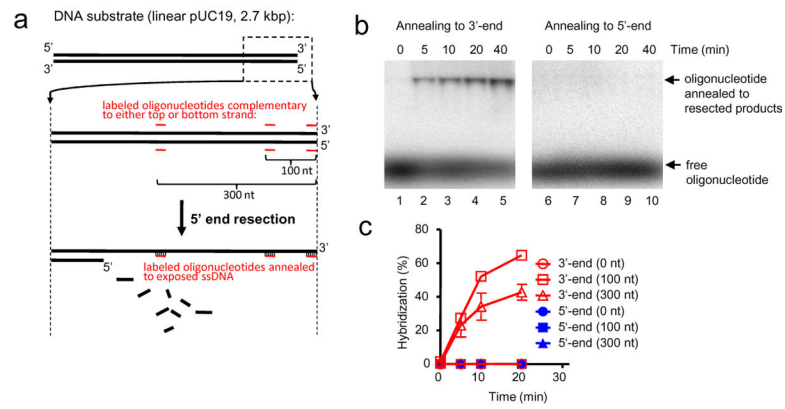 a
DNA substrate (linear pUC19, 2.7 kbp):
5' 3'
3' 5'
labeled oligonucleotides complementary
to either top or bottom strand:
3'
5'
100 nt
300 nt
5' end resection
3'
5'
labeled oligonucleotides annealed
to exposed ssDNA
b
Annealing to 3'-end Annealing to 5'-end
0 5 10 20 40 0 5 10 20 40 Time (min)
oligonucleotide
annealed to
resected products
free
oligonucleotide
1 2 3 4 5 6 7 8 9 10
c
80
60
40
20
0
Hybridization (%)
0 10 20 30
Time (min)
3'-end (0 nt)
3'-end (100 nt)
3'-end (300 nt)
5'-end (0 nt)
5'-end (100 nt)
5'-end (300 nt)